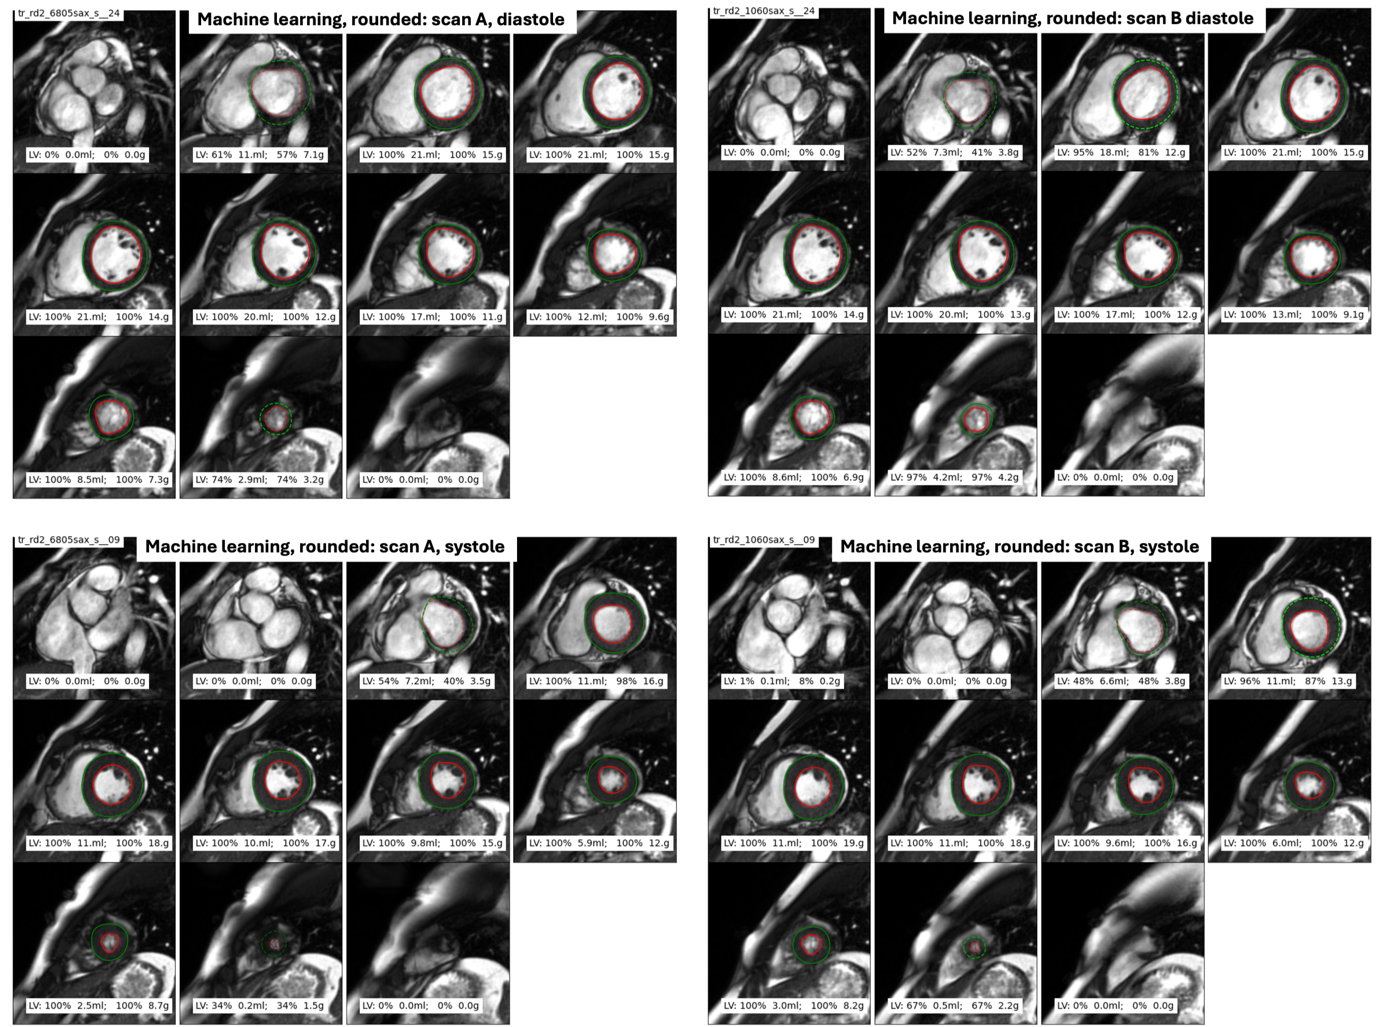 tr_rd2_6805sax_s__24
Machine learning, rounded: scan A, diastole
LV: 0% 0.0ml; 0% 0.0g
LV: 61% 11.ml; 57% 7.1g
LV: 100% 21.ml; 100% 15.g
LV: 100% 21.ml; 100% 15.g
LV: 100% 21.ml; 100% 14.g
LV: 100% 20.ml; 100% 12.g
LV: 100% 17.ml; 100% 11.g
LV: 100% 12.ml; 100% 9.6g
LV: 100% 8.5ml; 100% 7.3g
LV: 74% 2.9ml; 74% 3.2g
LV: 0% 0.0ml; 0% 0.0g
tr_rd2_1060sax_s__24
Machine learning, rounded: scan B diastole
LV: 0% 0.0ml; 0% 0.0g
LV: 52% 7.3ml; 41% 3.8g
LV: 95% 18.ml; 81% 12.g
LV: 100% 21.ml; 100% 15.g
LV: 100% 21.ml; 100% 14.g
LV: 100% 20.ml; 100% 13.g
LV: 100% 17.ml; 100% 12.g
LV: 100% 13.ml; 100% 9.1g
LV: 100% 8.6ml; 100% 6.9g
LV: 97% 4.2ml; 97% 4.2g
LV: 0% 0.0ml; 0% 0.0g
tr_rd2_6805sax_s__09
Machine learning, rounded: scan A, systole
LV: 0% 0.0ml; 0% 0.0g
LV: 0% 0.0ml; 0% 0.0g
LV: 54% 7.2ml; 40% 3.5g
LV: 100% 11.ml; 98% 16.g
LV: 100% 11.ml; 100% 18.g
LV: 100% 10.ml; 100% 17.g
LV: 100% 9.8ml; 100% 15.g
LV: 100% 5.9ml; 100% 12.g
LV: 100% 2.5ml; 100% 8.7g
LV: 34% 0.2ml; 34% 1.5g
LV: 0% 0.0ml; 0% 0.0g
tr_rd2_1060sax_s__09
Machine learning, rounded: scan B, systole
LV: 1% 0.1ml; 8% 0.2g
LV: 0% 0.0ml; 0% 0.0g
LV: 48% 6.6ml; 48% 3.8g
LV: 96% 11.ml; 87% 13.g
LV: 100% 11.ml; 100% 19.g
LV: 100% 11.ml; 100% 18.g
LV: 100% 9.6ml; 100% 16.g
LV: 100% 6.0ml; 100% 12.g
LV: 100% 3.0ml; 100% 8.2g
LV: 67% 0.5ml; 67% 2.2g
LV: 0% 0.0ml; 0% 0.0g